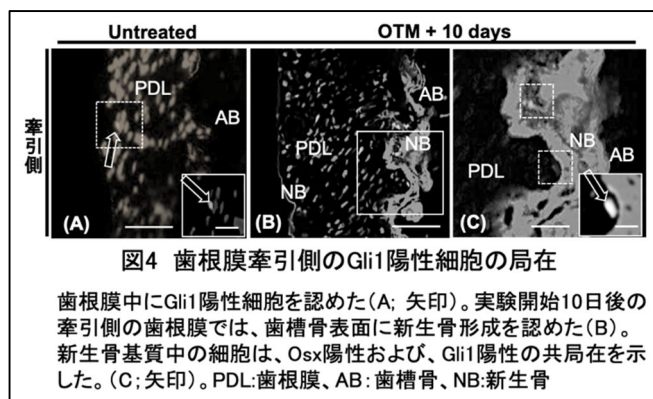 Untreated
OTM + 10 days
牽引側
PDL
AB
(A)
AB
NB
PDL
NB
(B)
NB
AB
PDL
(C)
図4 歯根膜牽引側のGli1陽性細胞の局在
歯根膜中にGli1陽性細胞を認めた(A; 矢印)。実験開始10日後の
牽引側の歯根膜では、歯槽骨表面に新生骨形成を認めた(B)。
新生骨基質中の細胞は、Osx陽性および、Gli1陽性の共局在を示
した。(C;矢印)。PDL:歯根膜、AB:歯槽骨、NB:新生骨